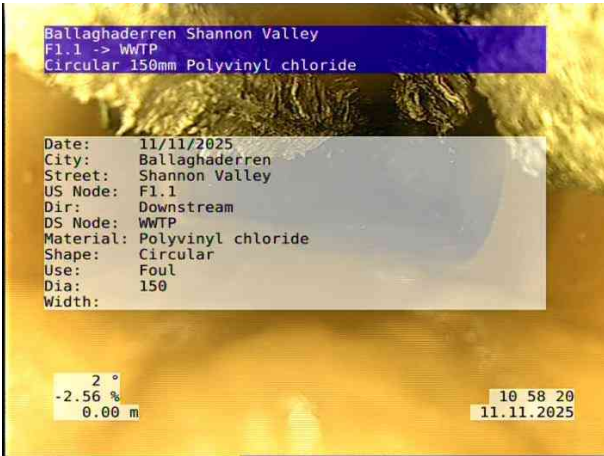 Ballaghaderren Shannon Valley
F1.1 -> WWTP
Circular 150mm Polyvinyl chloride
Date: 11/11/2025
City: Ballaghaderren
Street: Shannon Valley
US Node: F1.1
Dir: Downstream
DS Node: WWTP
Material: Polyvinyl chloride
Shape: Circular
Use: Foul
Dia: 150
Width:
2 °
-2.56 %
0.00 m
10 58 20
11.11.2025